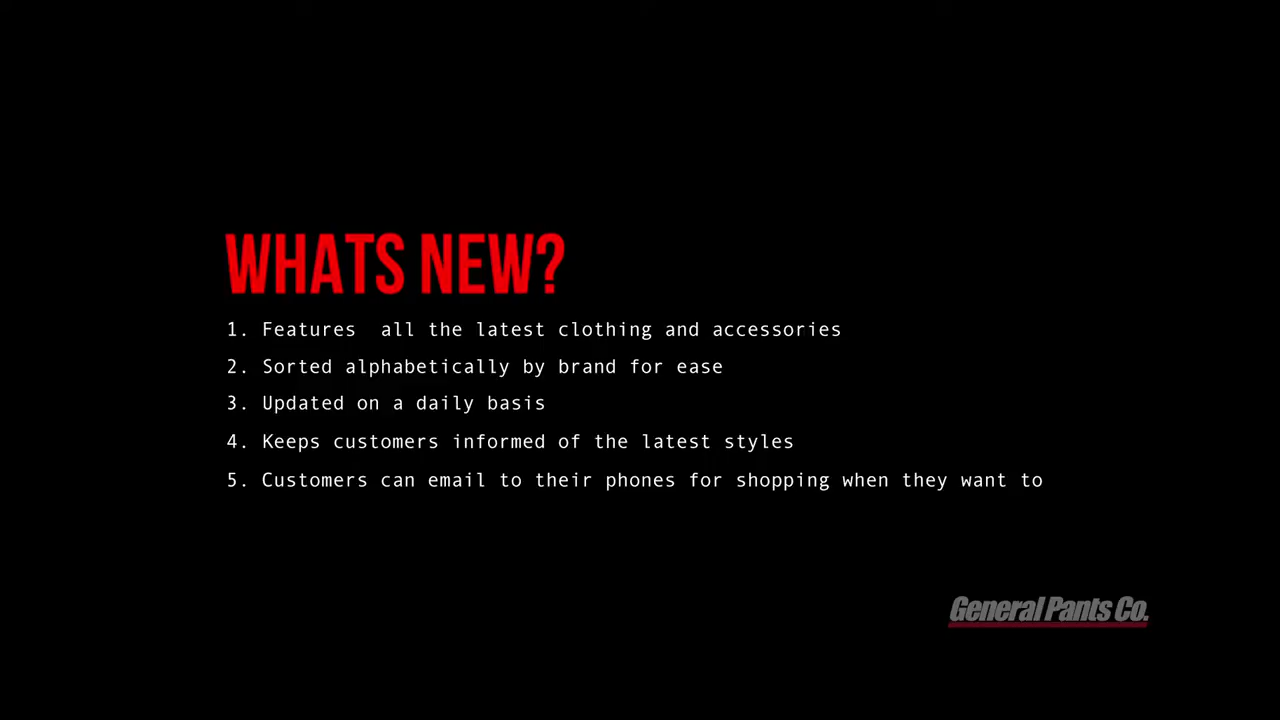 WHATS NEW?
1. Features  all the latest clothing and accessories
2. Sorted alphabetically by brand for ease
3. Updated on a daily basis
4. Keeps customers informed of the latest styles
5. Customers can email to their phones for shopping when they want to
General Pants Co.